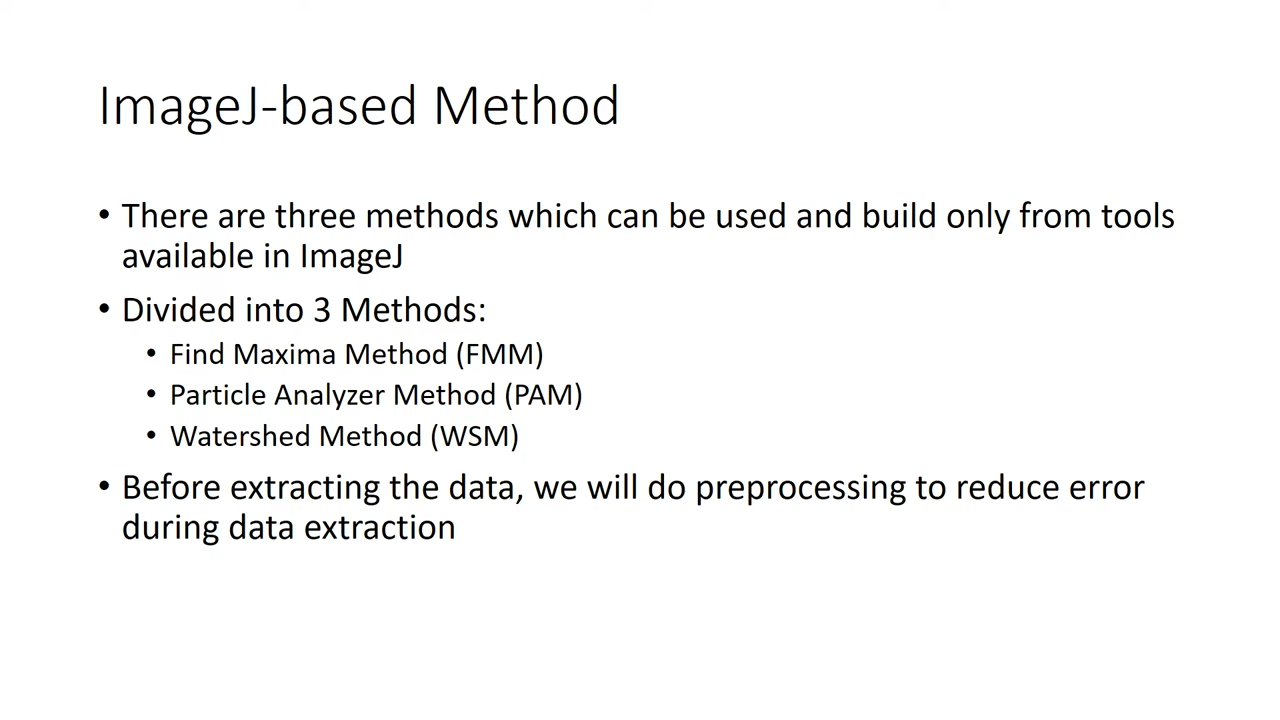 ImageJ-based Method
• There are three methods which can be used and build only from tools
available in ImageJ
• Divided into 3 Methods:
• Find Maxima Method (FMM)
• Particle Analyzer Method (PAM)
• Watershed Method (WSM)
• Before extracting the data, we will do preprocessing to reduce error
during data extraction